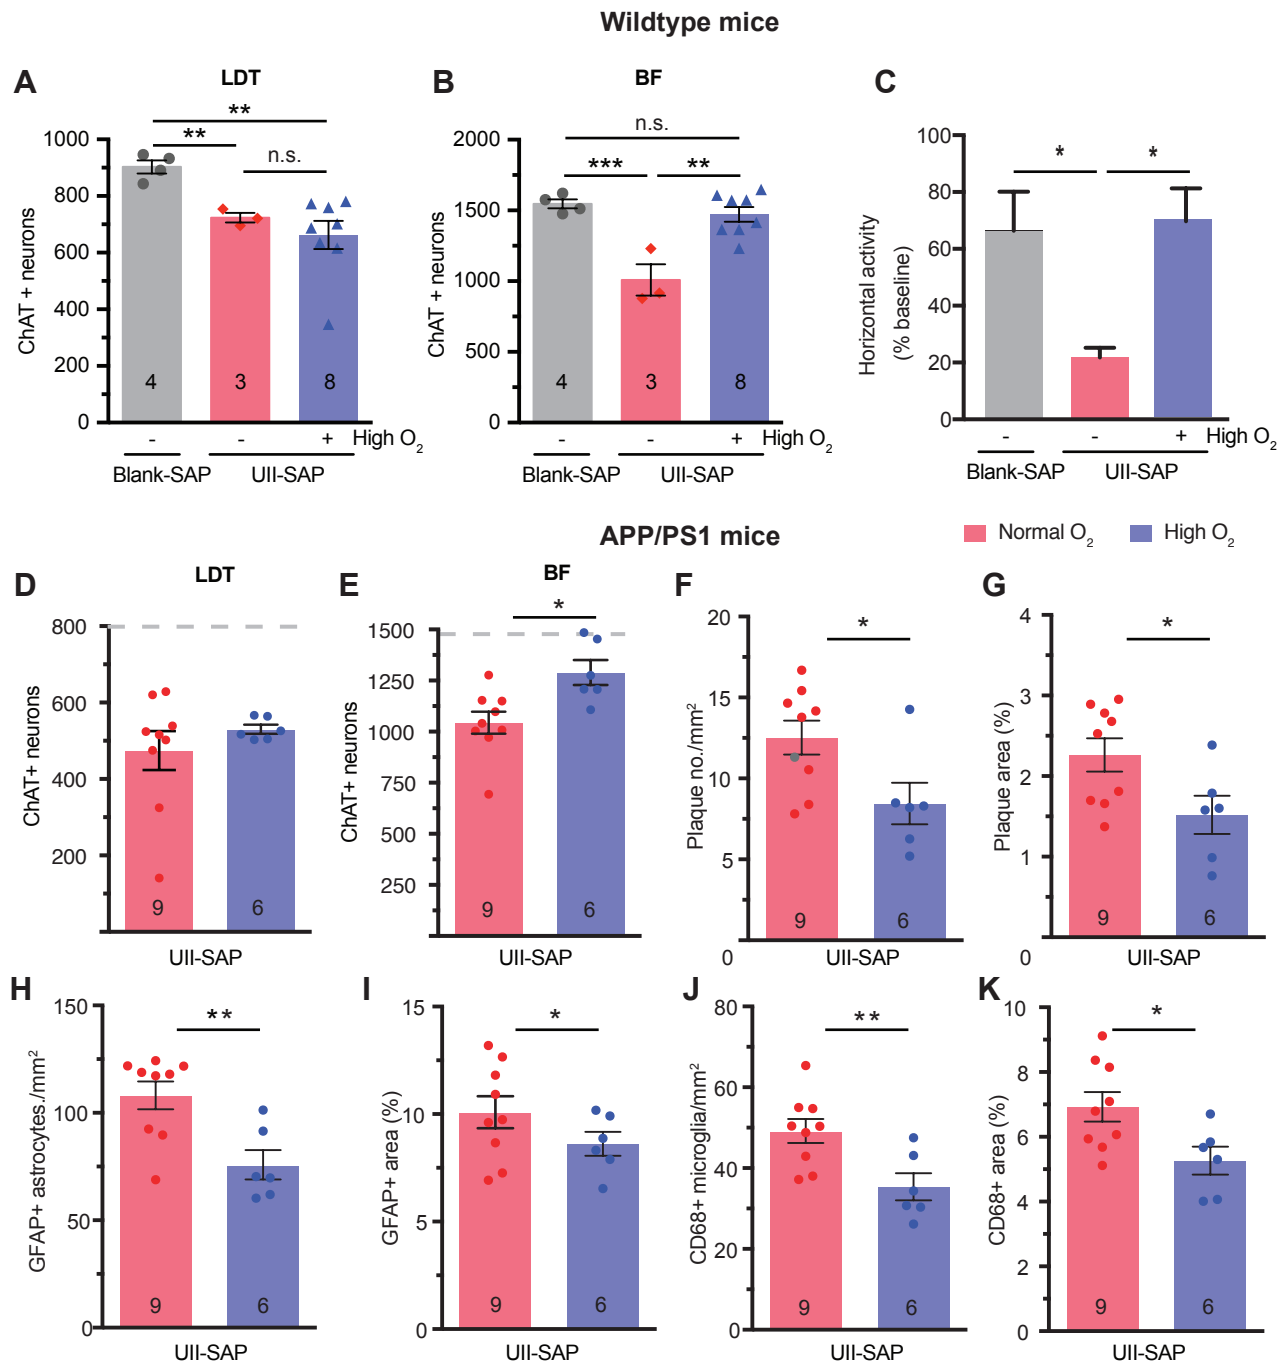 Wildtype mice
A
LDT
ChAT + neurons
1000
800
600
400
200
0
**
**
n.s.
4
3
8
-
-
+
High O2
Blank-SAP
UII-SAP
B
BF
ChAT + neurons
2000
1500
1000
500
0
n.s.
***
**
4
3
8
-
-
+
High O2
Blank-SAP
UII-SAP
C
Horizontal activity
(% baseline)
100
80
60
40
20
0
*
*
-
-
+
High O2
Blank-SAP
UII-SAP
APP/PS1 mice
Normal O2
High O2
D
LDT
ChAT+ neurons
800
600
400
200
9
6
UII-SAP
E
BF
ChAT+ neurons
1500
1250
1000
750
500
250
*
9
6
UII-SAP
F
Plaque no./mm2
20
15
10
5
0
*
9
6
UII-SAP
G
Plaque area (%)
4
3
2
1
0
*
9
6
UII-SAP
H
GFAP+ astrocytes./mm2
150
100
50
0
**
9
6
UII-SAP
I
GFAP+ area (%)
15
10
5
0
*
9
6
UII-SAP
J
CD68+ microglia/mm2
80
60
40
20
0
**
9
6
UII-SAP
K
CD68+ area (%)
10
8
6
4
2
0
*
9
6
UII-SAP